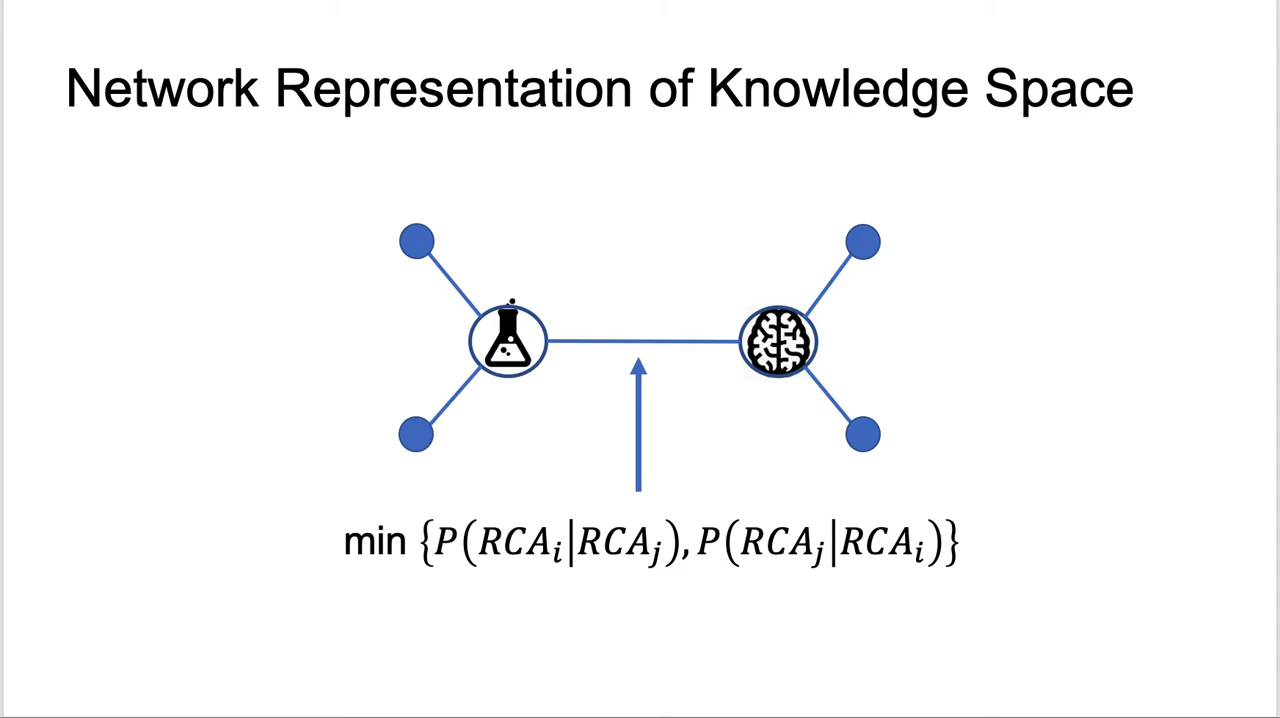 Network Representation of Knowledge Space
min {P(RCA_i|RCA_j), P(RCA_j|RCA_i)}